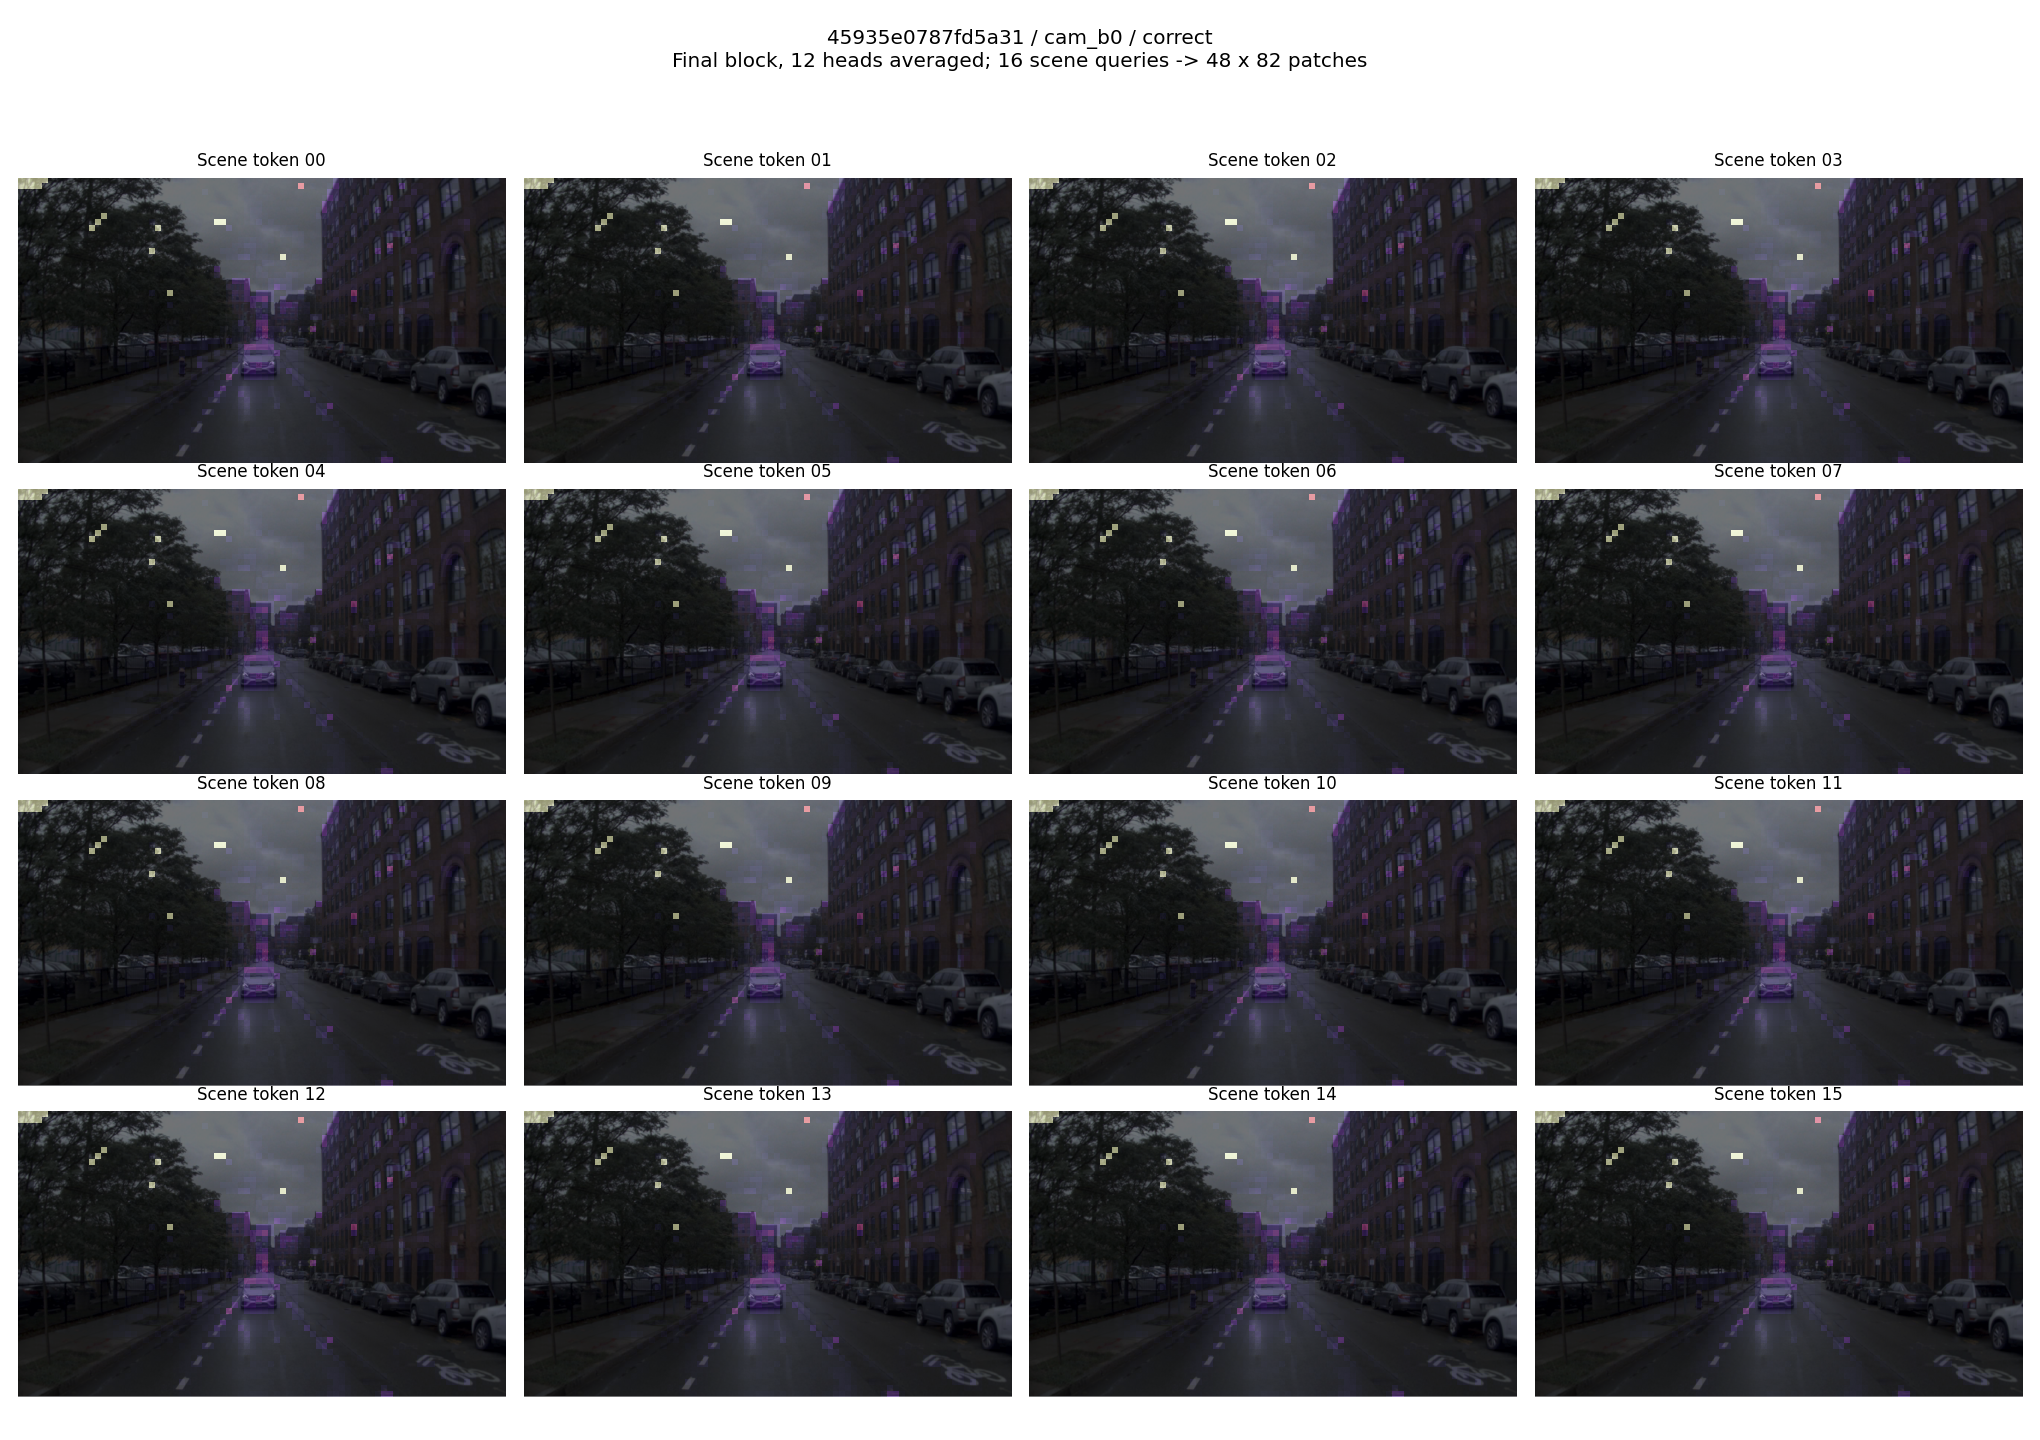 45935e0787fd5a31 / cam_b0 / correct
Final block, 12 heads averaged; 16 scene queries -> 48 x 82 patches
Scene token 00
Scene token 01
Scene token 02
Scene token 03
Scene token 04
Scene token 05
Scene token 06
Scene token 07
Scene token 08
Scene token 09
Scene token 10
Scene token 11
Scene token 12
Scene token 13
Scene token 14
Scene token 15